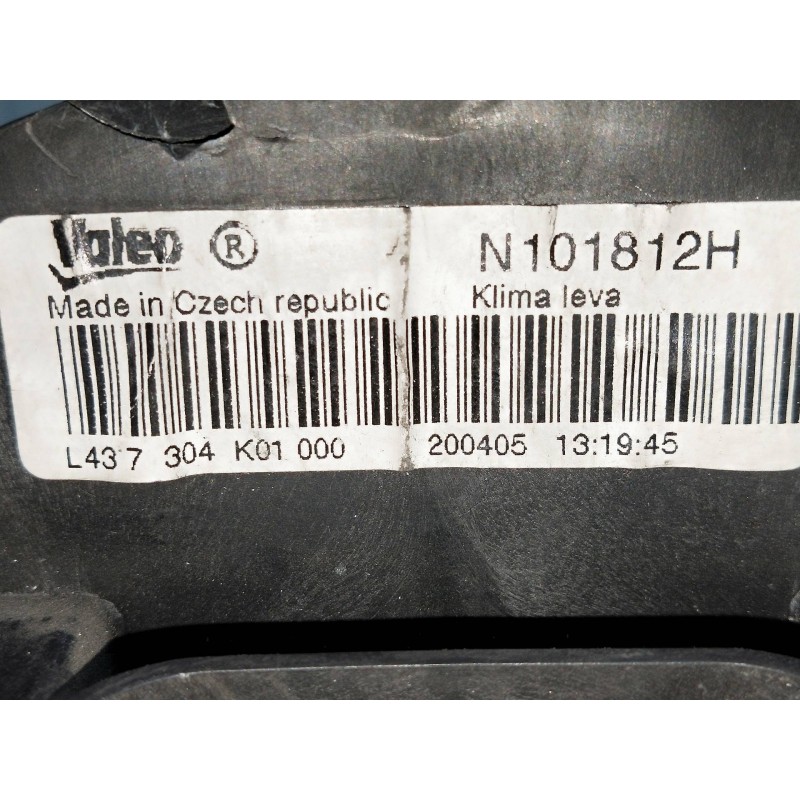 Valeo ® N101812H
Made in Czech republic Klima leva
L43 7 304 K01 000 200405 13:19:45